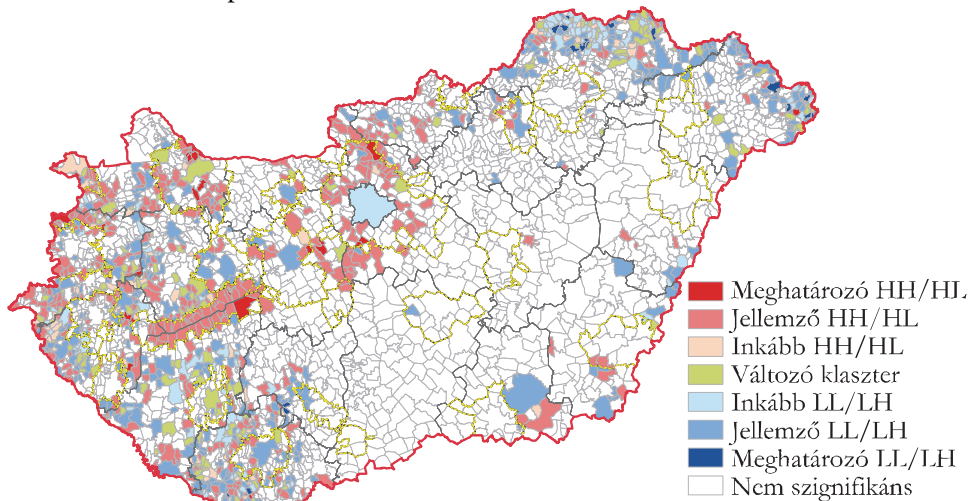 Meghatározó HH/HL
Jellemző HH/HL
Inkább HH/HL
Változó klaszter
Inkább LL/LH
Jellemző LL/LH
Meghatározó LL/LH
Nem szignifikáns